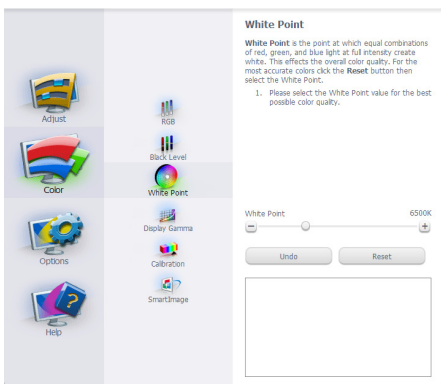 Adjust
Color
Options
Help
RGB
Black Level
White Point
Display Gamma
Calibration
SmartImage
White Point
White Point is the point at which equal combinations
of red, green, and blue light at full intensity create
white. This effects the overall color quality. For the
most accurate colors click the Reset button then
select the White Point.
1. Please select the White Point value for the best
possible color quality.
White Point 6500K
Undo Reset